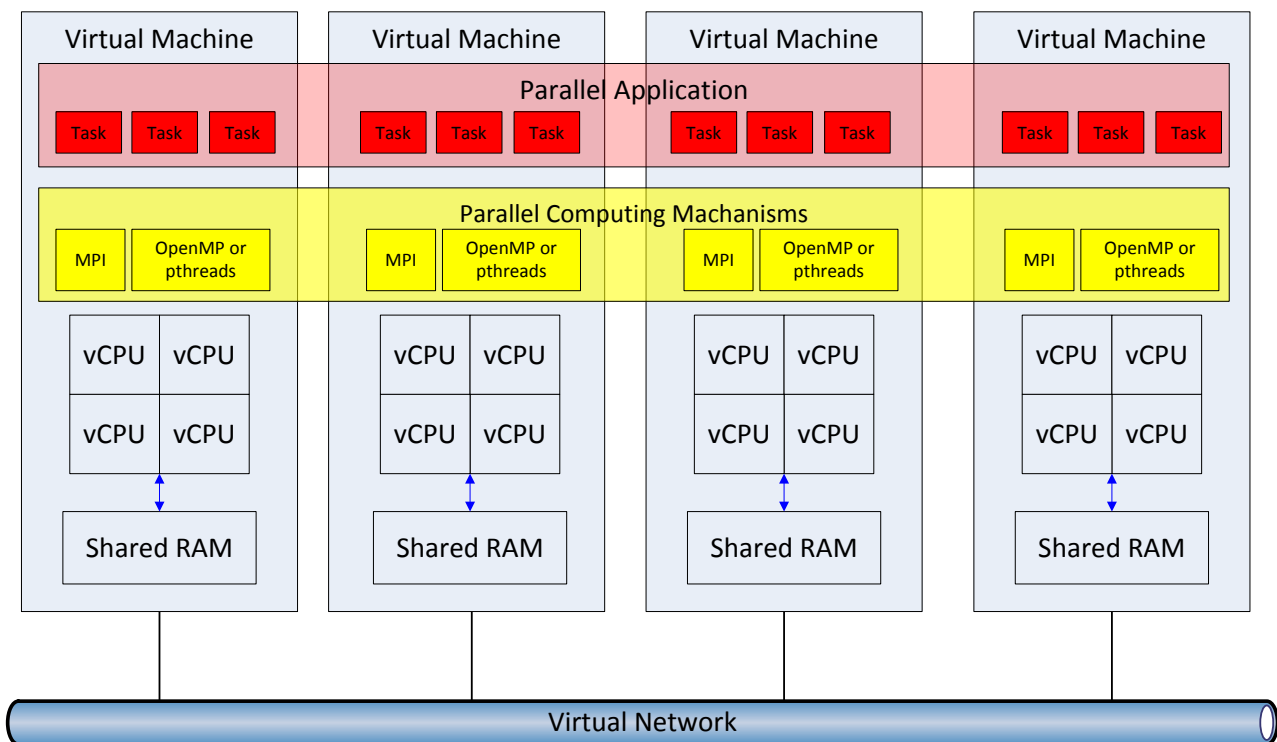 Virtual Machine Virtual Machine Virtual Machine Virtual Machine
Parallel Application
Task Task Task Task Task Task Task Task Task Task Task Task
Parallel Computing Machanisms
MPI OpenMP or pthreads MPI OpenMP or pthreads MPI OpenMP or pthreads MPI OpenMP or pthreads
vCPU vCPU vCPU vCPU vCPU vCPU vCPU vCPU
vCPU vCPU vCPU vCPU vCPU vCPU vCPU vCPU
Shared RAM Shared RAM Shared RAM Shared RAM
Virtual Network